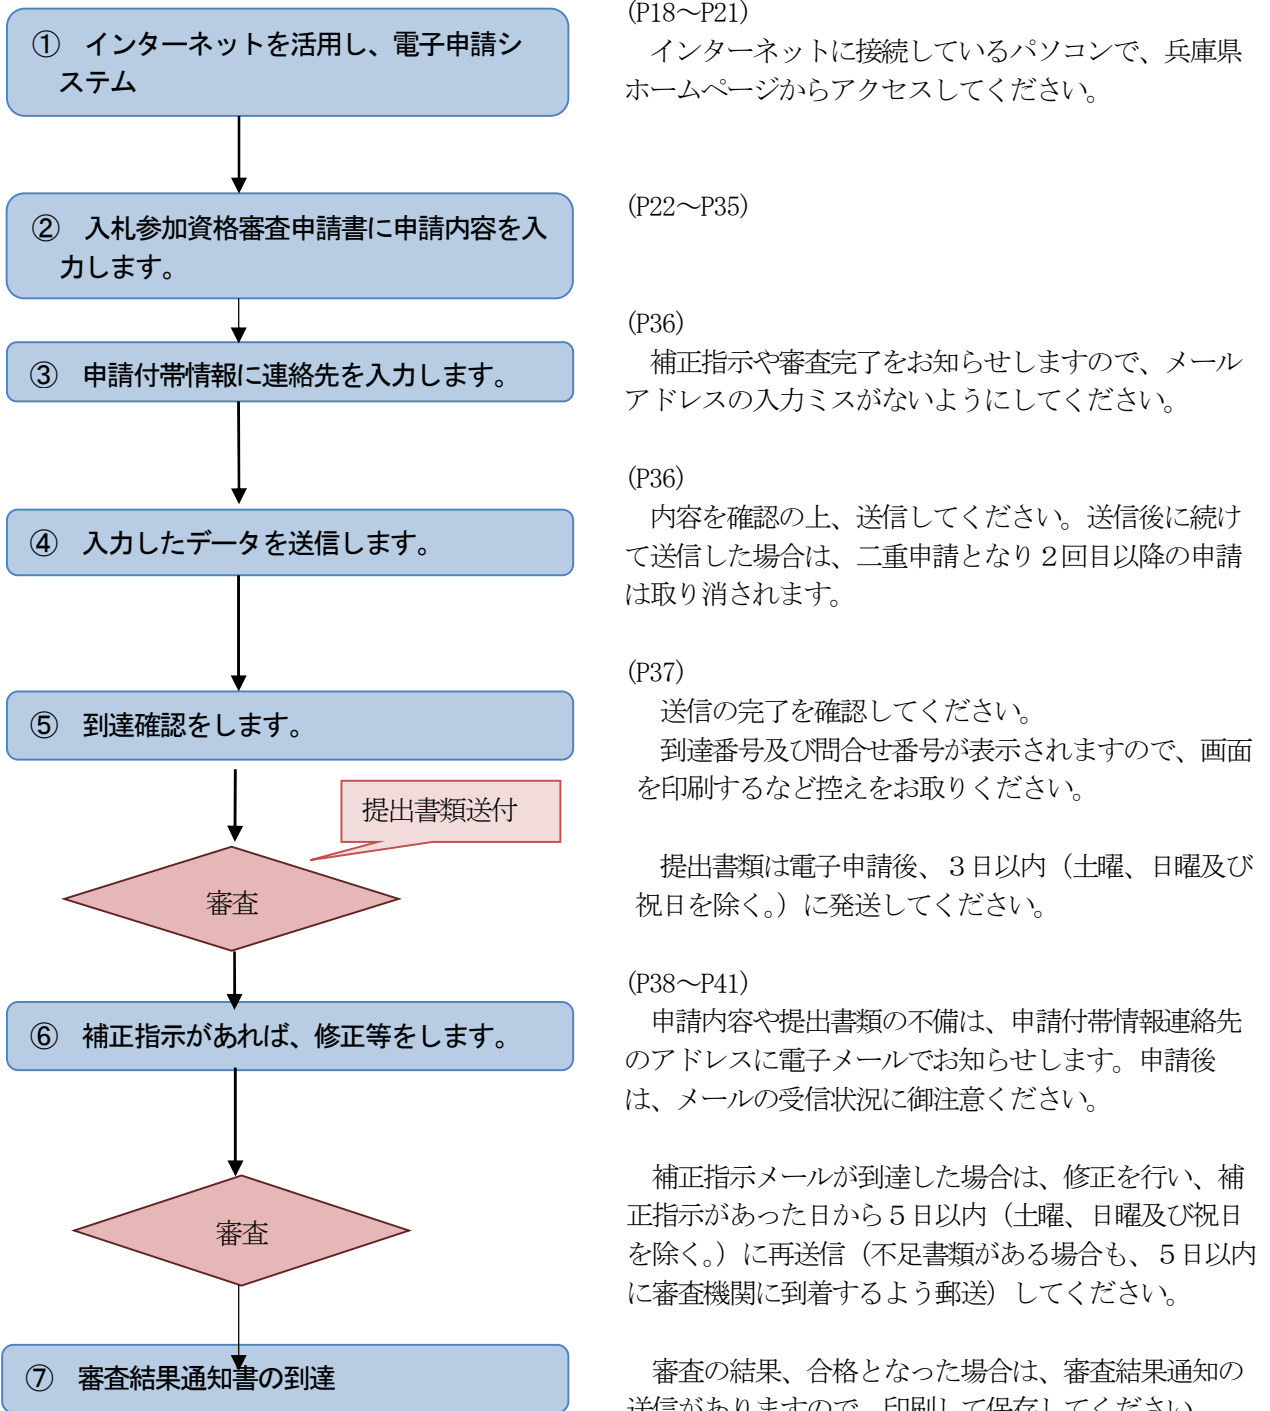 ① インターネットを活用し、電子申請シ
ステム
(P18～P21)
インターネットに接続しているパソコンで、兵庫県
ホームページからアクセスしてください。
② 入札参加資格審査申請書に申請内容を入
力します。
(P22～P35)
③ 申請付帯情報に連絡先を入力します。
(P36)
補正指示や審査完了をお知らせしますので、メール
アドレスの入力ミスがないようにしてください。
④ 入力したデータを送信します。
(P36)
内容を確認の上、送信してください。送信後に続け
て送信した場合は、二重申請となり２回目以降の申請
は取り消されます。
⑤ 到達確認をします。
(P37)
送信の完了を確認してください。
到達番号及び問合せ番号が表示されますので、画面
を印刷するなど控えをお取りください。
提出書類送付
審査
提出書類は電子申請後、３日以内（土曜、日曜及び
祝日を除く。）に発送してください。
⑥ 補正指示があれば、修正等をします。
(P38～P41)
申請内容や提出書類の不備は、申請付帯情報連絡先
のアドレスに電子メールでお知らせします。申請後
は、メールの受信状況に御注意ください。
審査
補正指示メールが到達した場合は、修正を行い、補
正指示があった日から５日以内（土曜、日曜及び祝日
を除く。）に再送信（不足書類がある場合も、５日以内
に審査機関に到着するよう郵送）してください。
⑦ 審査結果通知書の到達
審査の結果、合格となった場合は、審査結果通知の
送信がありますので、印刷して保存してください